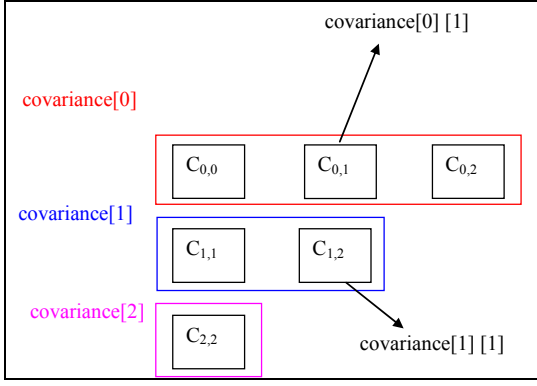 covariance[0] [1]
covariance[0]
C0,0 C0,1 C0,2
covariance[1]
C1,1 C1,2
covariance[2]
C2,2
covariance[1] [1]